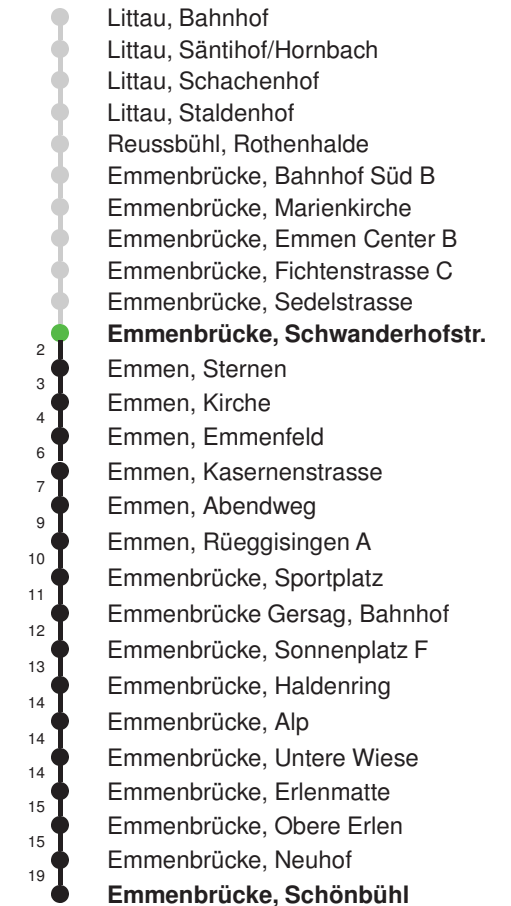 Littau, Bahnhof
Littau, Säntihof/Hornbach
Littau, Schachenhof
Littau, Staldenhof
Reussbühl, Rothenhalde
Emmenbrücke, Bahnhof Süd B
Emmenbrücke, Marienkirche
Emmenbrücke, Emmen Center B
Emmenbrücke, Fichtenstrasse C
Emmenbrücke, Sedelstrasse
Emmenbrücke, Schwanderhofstr.
2 Emmen, Sternen
3 Emmen, Kirche
4 Emmen, Emmenfeld
6 Emmen, Kasernenstrasse
7 Emmen, Abendweg
9 Emmen, Rüeggisingen A
10 Emmenbrücke, Sportplatz
11 Emmenbrücke Gersag, Bahnhof
12 Emmenbrücke, Sonnenplatz F
13 Emmenbrücke, Haldenring
14 Emmenbrücke, Alp
14 Emmenbrücke, Untere Wiese
14 Emmenbrücke, Erlenmatte
15 Emmenbrücke, Obere Erlen
15 Emmenbrücke, Neuhof
19 Emmenbrücke, Schönbühl